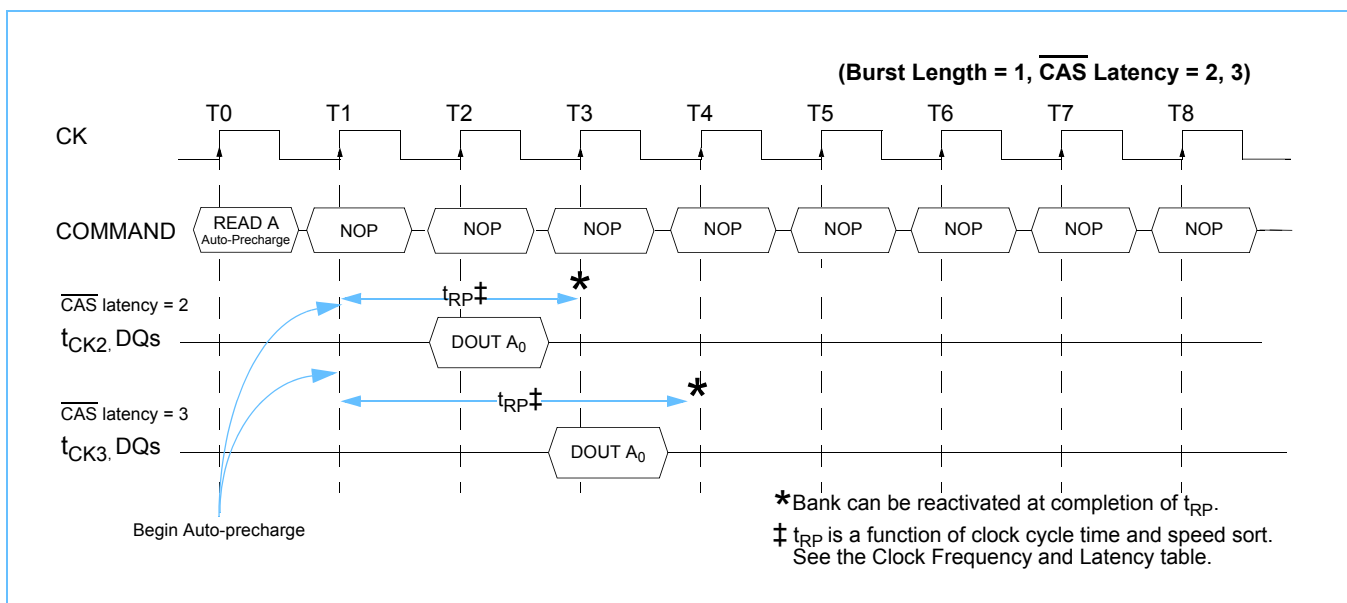 (Burst Length = 1, CAS Latency = 2, 3)
T0 T1 T2 T3 T4 T5 T6 T7 T8
CK
COMMAND
READ A
Auto-Precharge
NOP NOP NOP NOP NOP NOP NOP NOP
*
tRP‡
CAS latency = 2
tCK2, DQs
DOUT A0
*
tRP‡
CAS latency = 3
tCK3, DQs
DOUT A0
Begin Auto-precharge
*Bank can be reactivated at completion of tRP.
‡ tRP is a function of clock cycle time and speed sort.
See the Clock Frequency and Latency table.